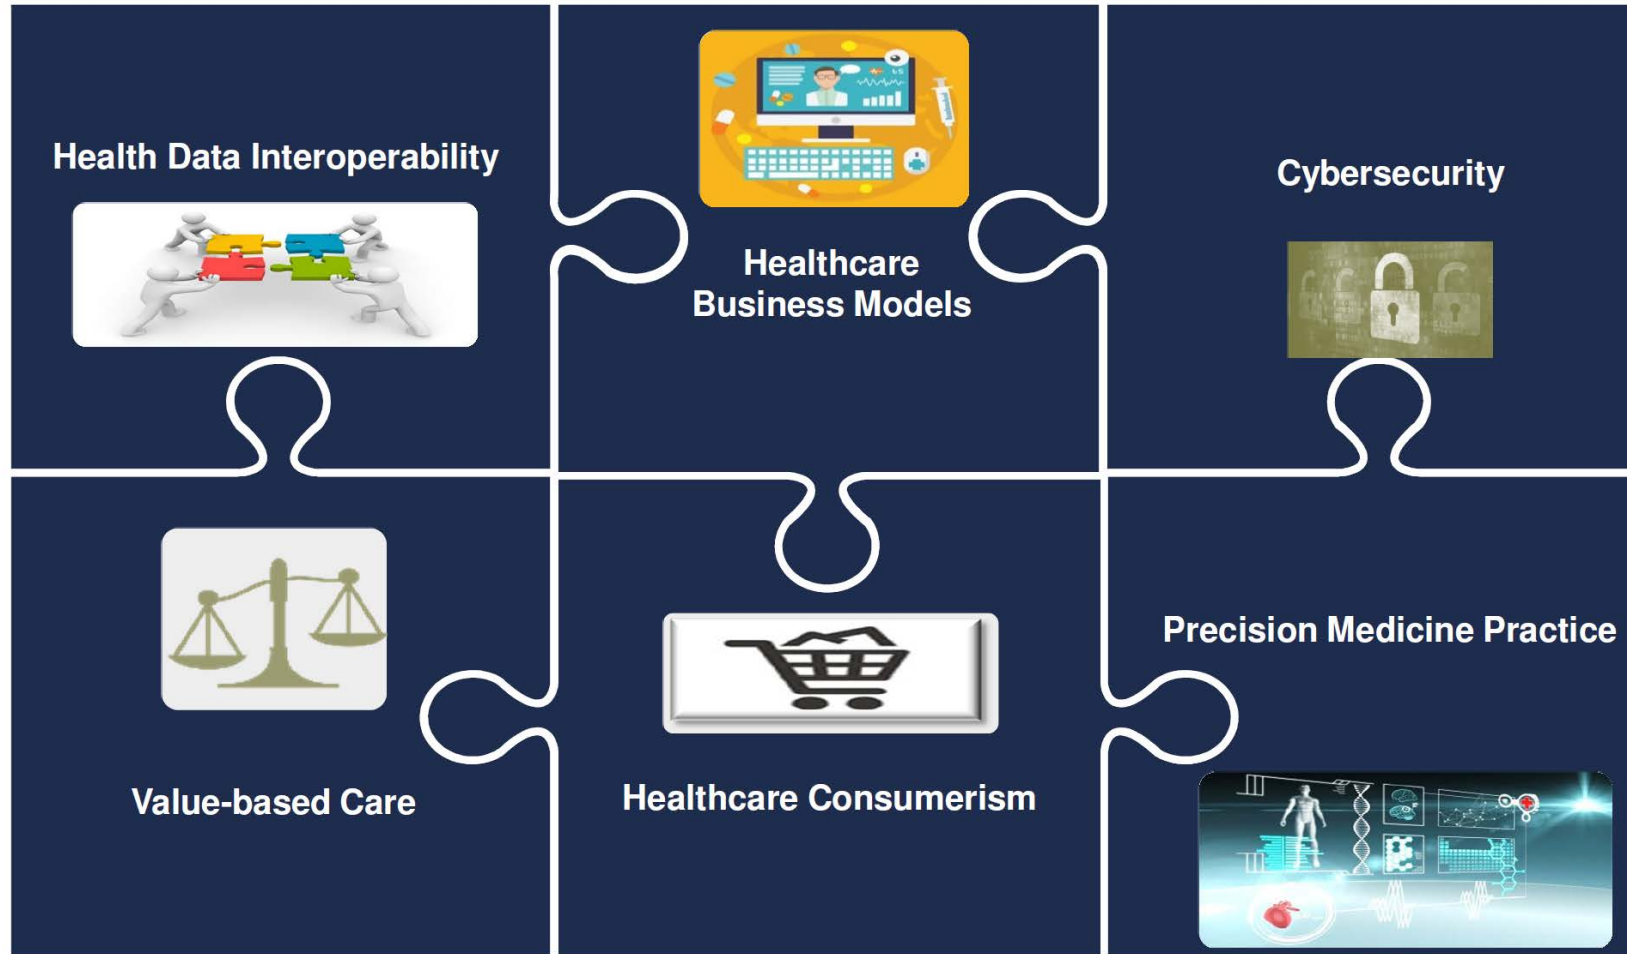 Health Data Interoperability
Healthcare
Business Models
Cybersecurity
Value-based Care
Healthcare Consumerism
Precision Medicine Practice